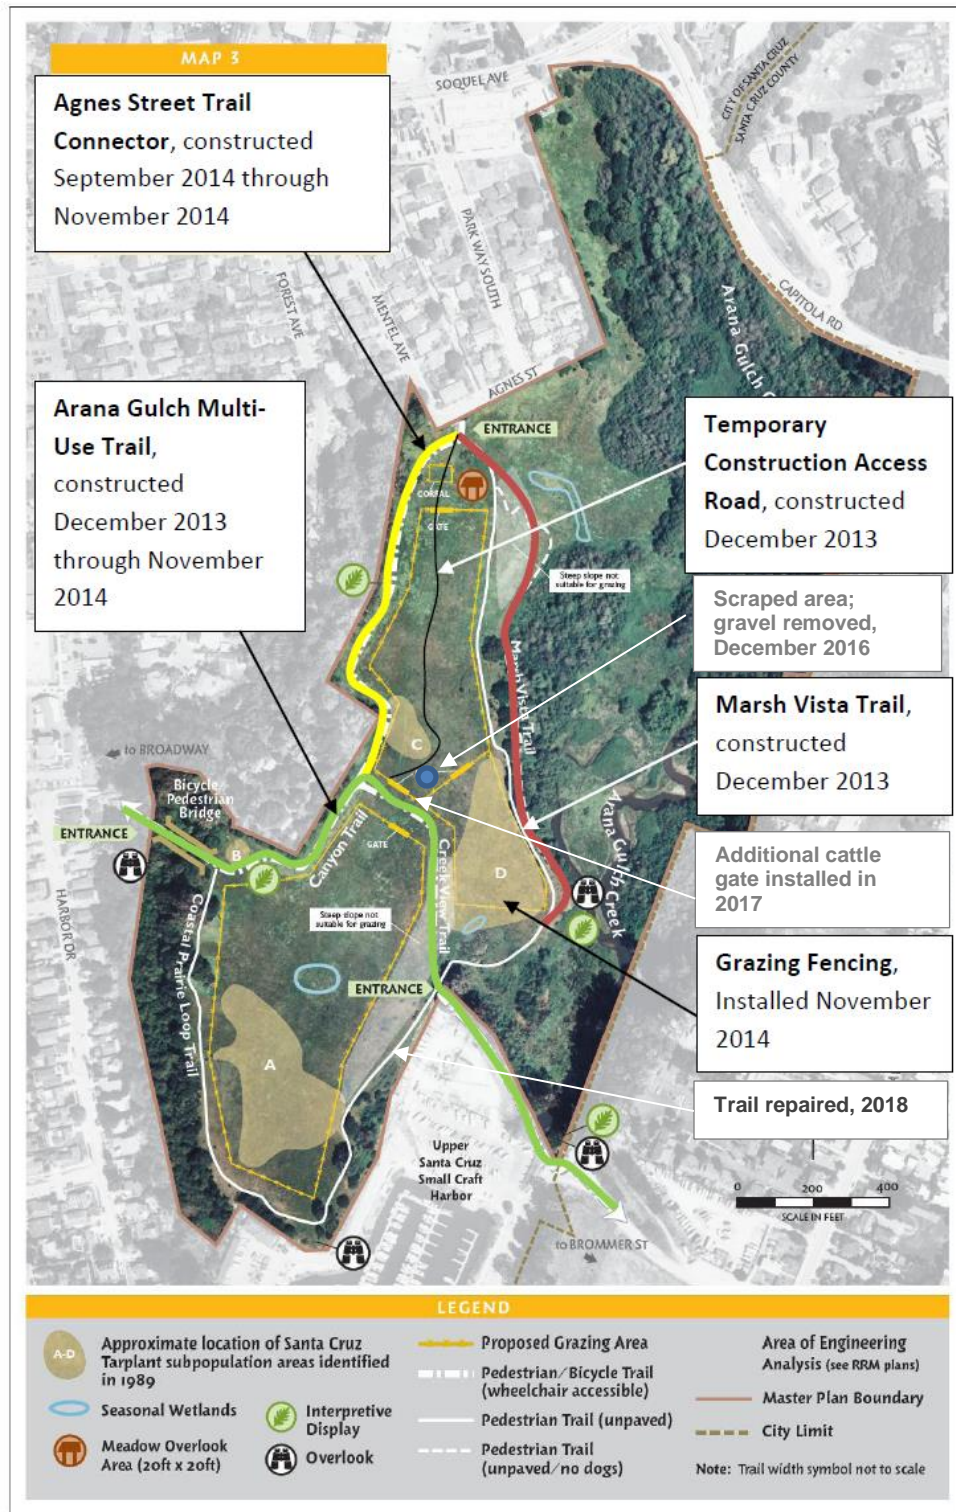 MAP 3
Agnes Street Trail
Connector, constructed
September 2014 through
November 2014
SOQUEL AVE
CITY OF SANTA CRUZ
SANTA CRUZ COUNTY
PARK WAY SOUTH
FOREST AVE
MENTEL AVE
CAPITOLA RD
AGNES ST
Arana Gulch C
Arana Gulch Multi-
Use Trail,
constructed
December 2013
through November
2014
ENTRANCE
CORRAL
GATE
Temporary
Construction Access
Road, constructed
December 2013
Steep slope not
suitable for grazing
Scraped area;
gravel removed,
December 2016
Marsh Vista Trail
Marsh Vista Trail,
constructed
December 2013
C
to BROADWAY
Bicycle/
Pedestrian
Bridge
ENTRANCE
B
Canyon Trail
GATE
Creek View Trail
D
Arana Gulch Creek
HARBOR DR
Coastal Prairie Loop Trail
Additional cattle
gate installed in
2017
Steep slope not
suitable for grazing
ENTRANCE
Grazing Fencing,
Installed November
2014
A
Trail repaired, 2018
Upper
Santa Cruz
Small Craft
Harbor
0 200 400
SCALE IN FEET
to BROMMER ST
LEGEND
A-D
Approximate location of Santa Cruz
Tarplant subpopulation areas identified
in 1989
Seasonal Wetlands
Meadow Overlook
Area (20ft x 20ft)
Interpretive
Display
Overlook
Proposed Grazing Area
Pedestrian/Bicycle Trail
(wheelchair accessible)
Pedestrian Trail (unpaved)
Pedestrian Trail
(unpaved/no dogs)
Area of Engineering
Analysis (see RRM plans)
Master Plan Boundary
City Limit
Note: Trail width symbol not to scale